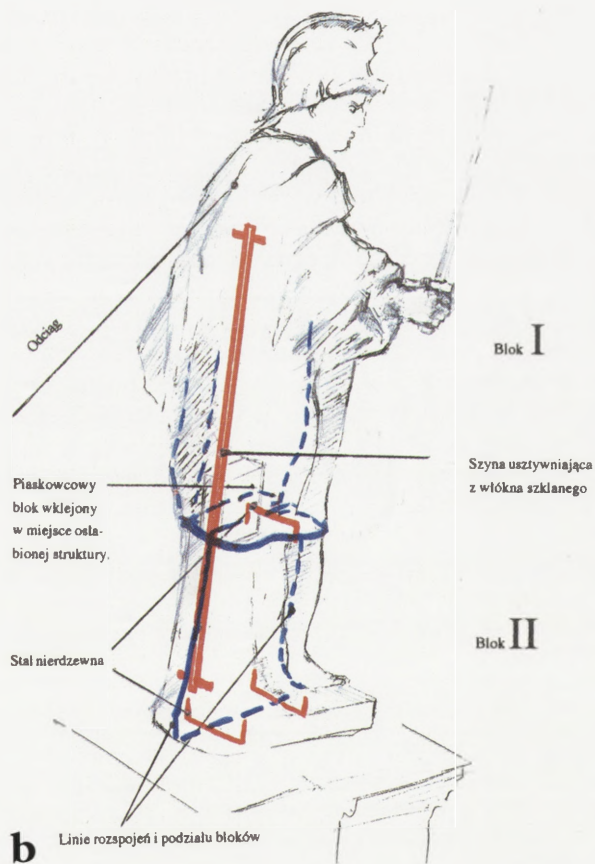 Odciąg
Blok I
Szyna usztywniająca
z włókna szklanego
Piaskowcowy
blok wklejony
w miejsce osła-
bionej struktury.
Blok II
Stal nierdzewna
b Linie rozspojeń i podziału bloków